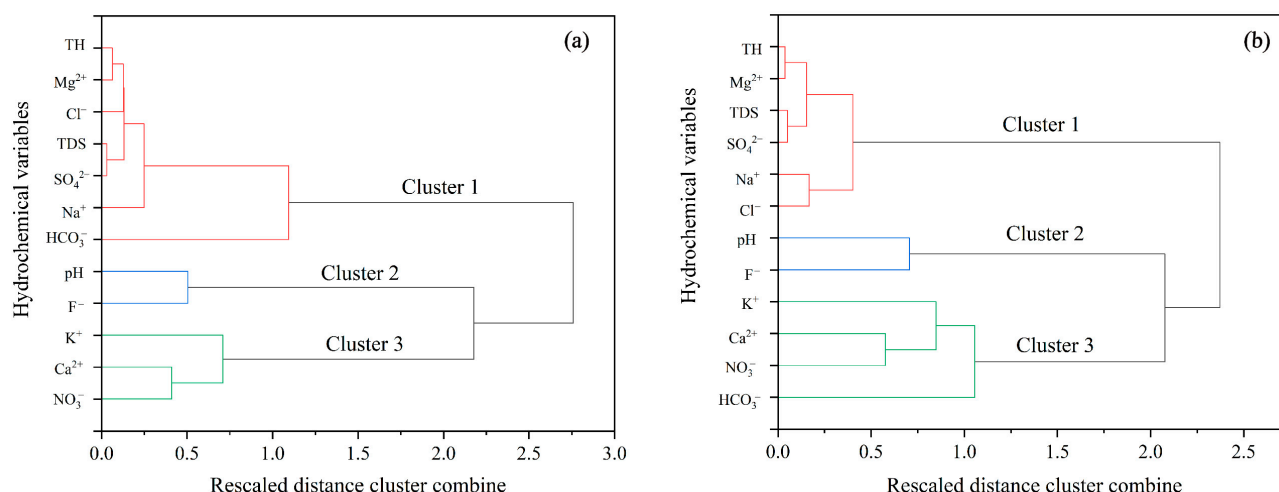 (a)
Hydrochemical variables
TH
Mg²⁺
Cl⁻
TDS
SO₄²⁻
Na⁺
HCO₃⁻
pH
F⁻
K⁺
Ca²⁺
NO₃⁻
Cluster 1
Cluster 2
Cluster 3
0.0 0.5 1.0 1.5 2.0 2.5 3.0
Rescaled distance cluster combine
(b)
Hydrochemical variables
TH
Mg²⁺
TDS
SO₄²⁻
Na⁺
Cl⁻
pH
F⁻
K⁺
Ca²⁺
NO₃⁻
HCO₃⁻
Cluster 1
Cluster 2
Cluster 3
0.0 0.5 1.0 1.5 2.0 2.5
Rescaled distance cluster combine